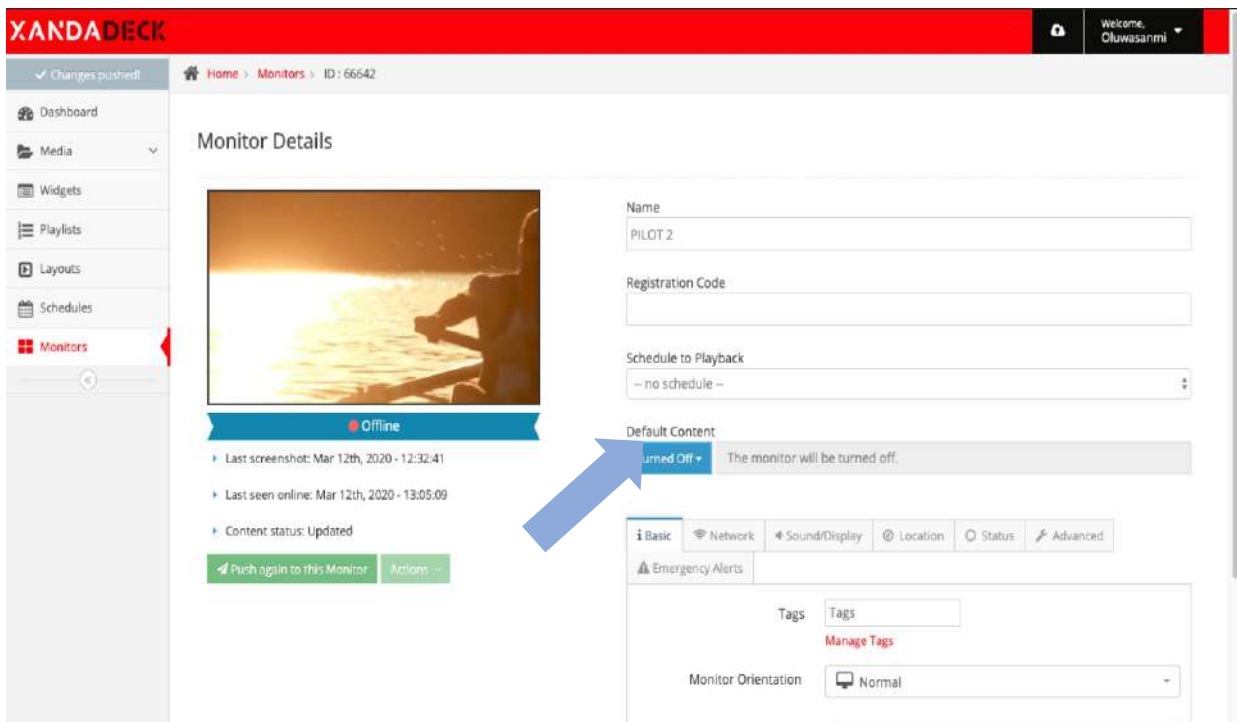 XANDADECK
Welcome,
Oluwasanmi
Changes pushed!
Home > Monitors > ID : 66642
Dashboard
Media
Widgets
Playlists
Layouts
Schedules
Monitors
Monitor Details
Offline
Last screenshot: Mar 12th, 2020 - 12:32:41
Last seen online: Mar 12th, 2020 - 13:05:09
Content status: Updated
Push again to this Monitor
Actions
Name
PILOT 2
Registration Code
Schedule to Playback
-- no schedule --
Default Content
urned Off
The monitor will be turned off.
Basic
Network
Sound/Display
Location
Status
Advanced
Emergency Alerts
Tags
Tags
Manage Tags
Monitor Orientation
Normal